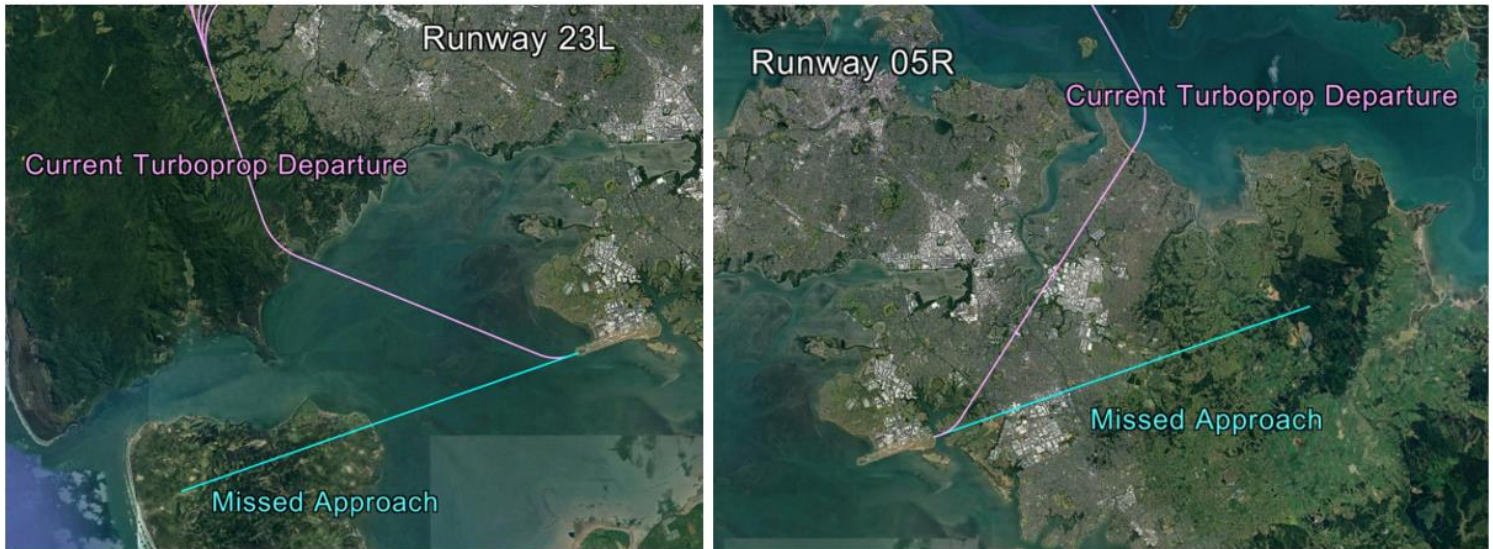 Runway 23L
Current Turboprop Departure
Missed Approach
Runway 05R
Current Turboprop Departure
Missed Approach